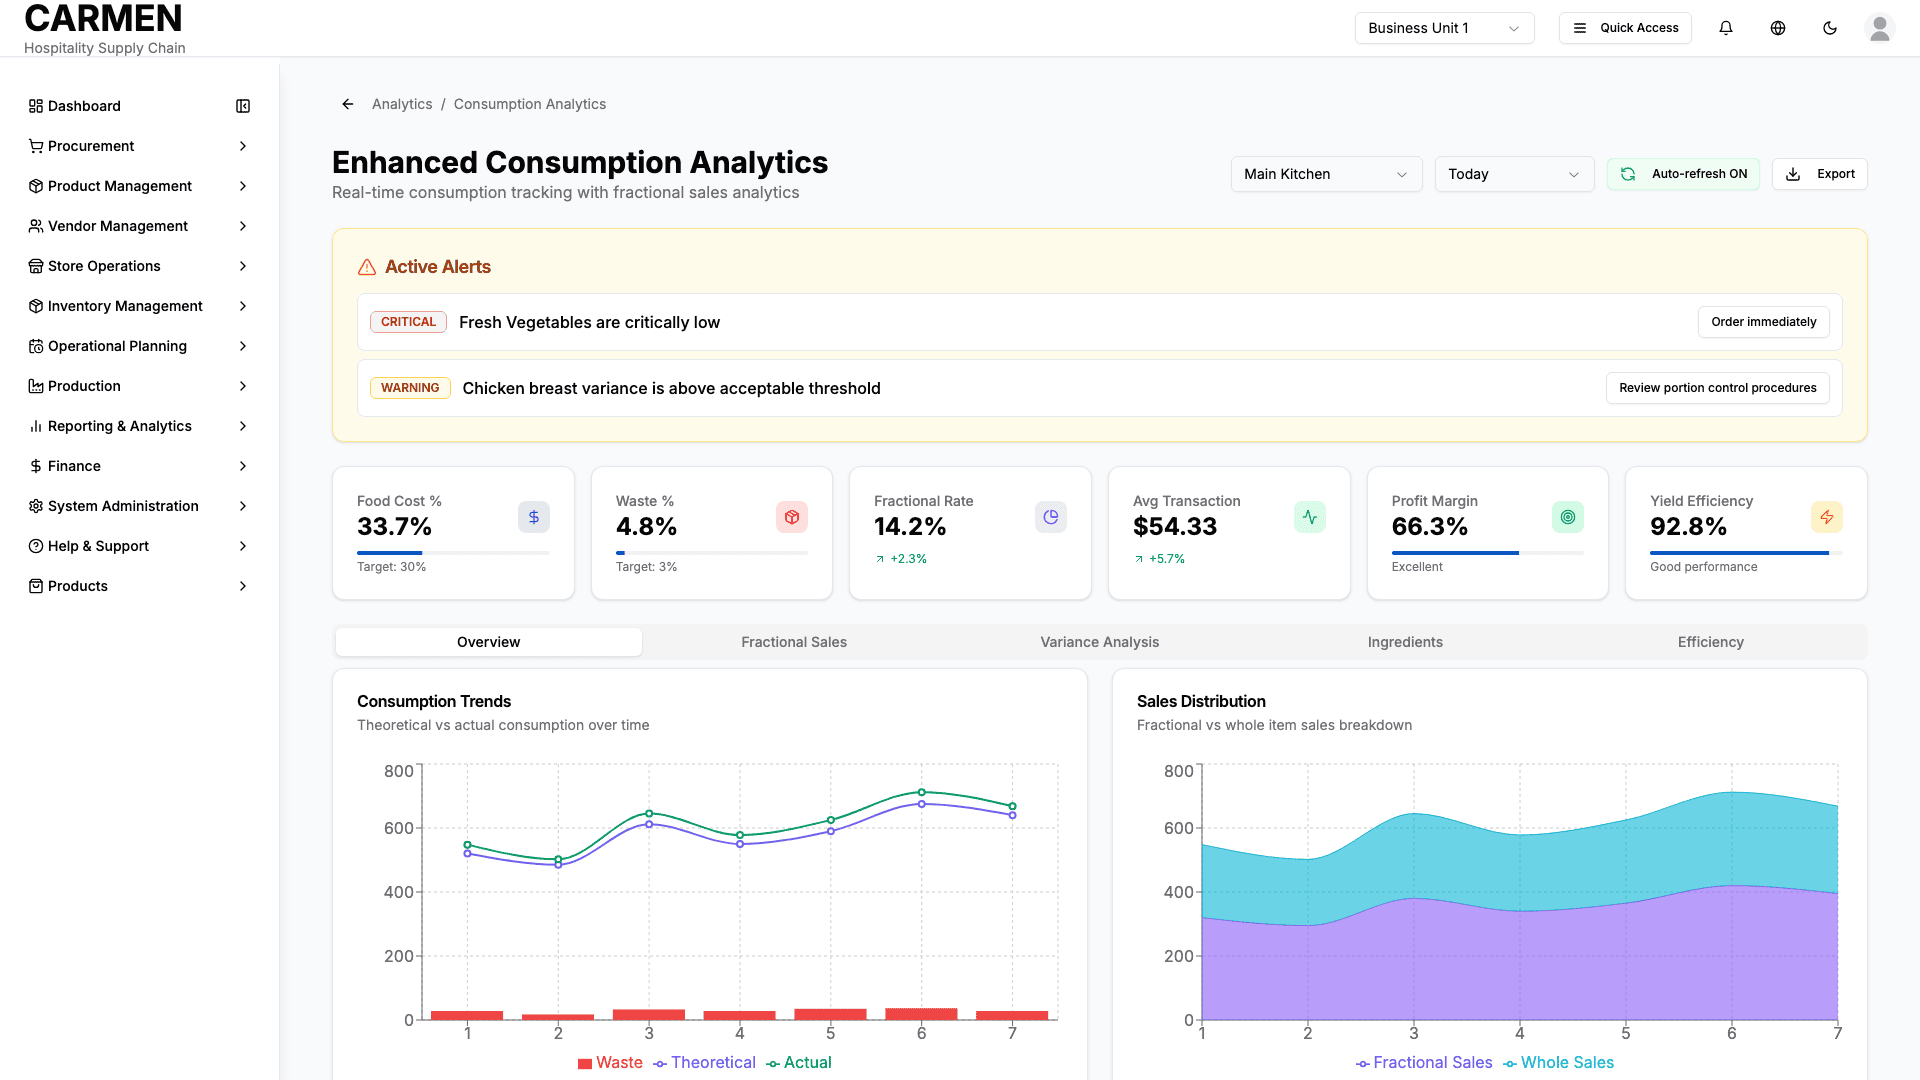 CARMEN
Hospitality Supply Chain
Business Unit 1
Quick Access
Dashboard
Procurement
Product Management
Vendor Management
Store Operations
Inventory Management
Operational Planning
Production
Reporting & Analytics
Finance
System Administration
Help & Support
Products
Analytics / Consumption Analytics
Enhanced Consumption Analytics
Real-time consumption tracking with fractional sales analytics
Main Kitchen
Today
Auto-refresh ON
Export
Active Alerts
CRITICAL Fresh Vegetables are critically low
Order immediately
WARNING Chicken breast variance is above acceptable threshold
Review portion control procedures
Food Cost %
33.7%
Target: 30%
Waste %
4.8%
Target: 3%
Fractional Rate
14.2%
+2.3%
Avg Transaction
$54.33
+5.7%
Profit Margin
66.3%
Excellent
Yield Efficiency
92.8%
Good performance
Overview
Fractional Sales
Variance Analysis
Ingredients
Efficiency
Consumption Trends
Theoretical vs actual consumption over time
800
600
400
200
0
1 2 3 4 5 6 7
Waste Theoretical Actual
Sales Distribution
Fractional vs whole item sales breakdown
800
600
400
200
0
1 2 3 4 5 6 7
Fractional Sales Whole Sales